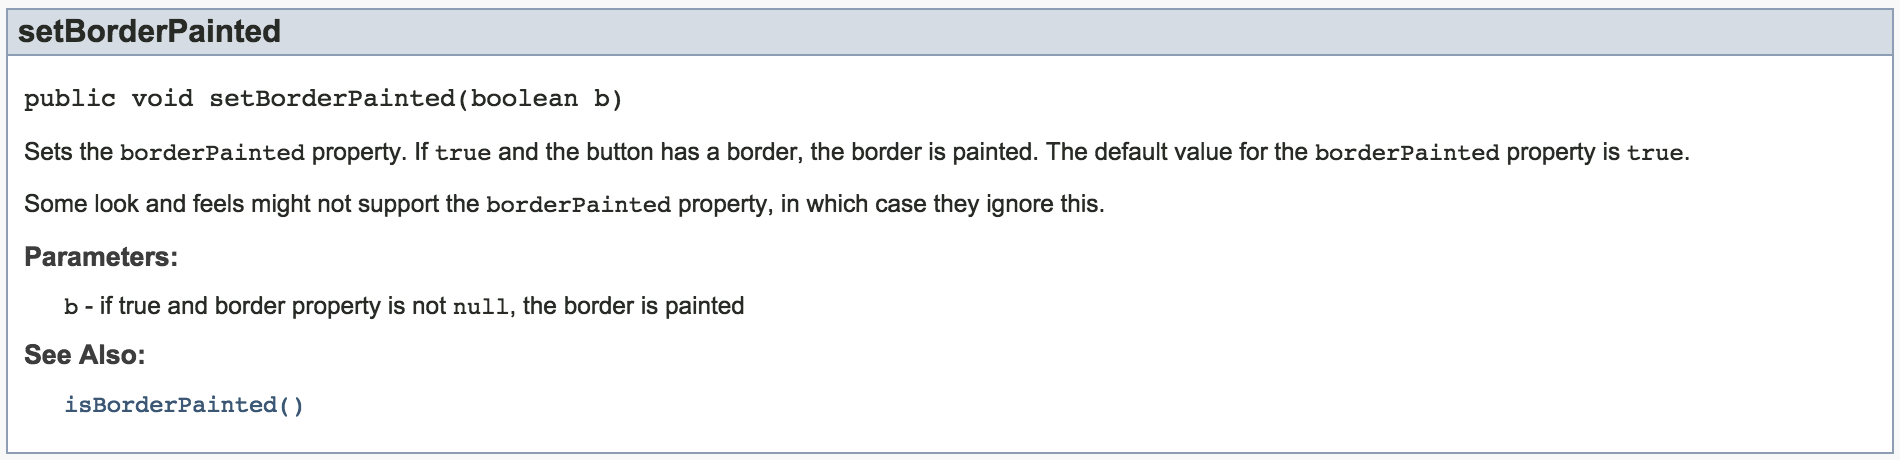 setBorderPainted
public void setBorderPainted(boolean b)
Sets the borderPainted property. If true and the button has a border, the border is painted. The default value for the borderPainted property is true.
Some look and feels might not support the borderPainted property, in which case they ignore this.
Parameters:
b - if true and border property is not null, the border is painted
See Also:
isBorderPainted()